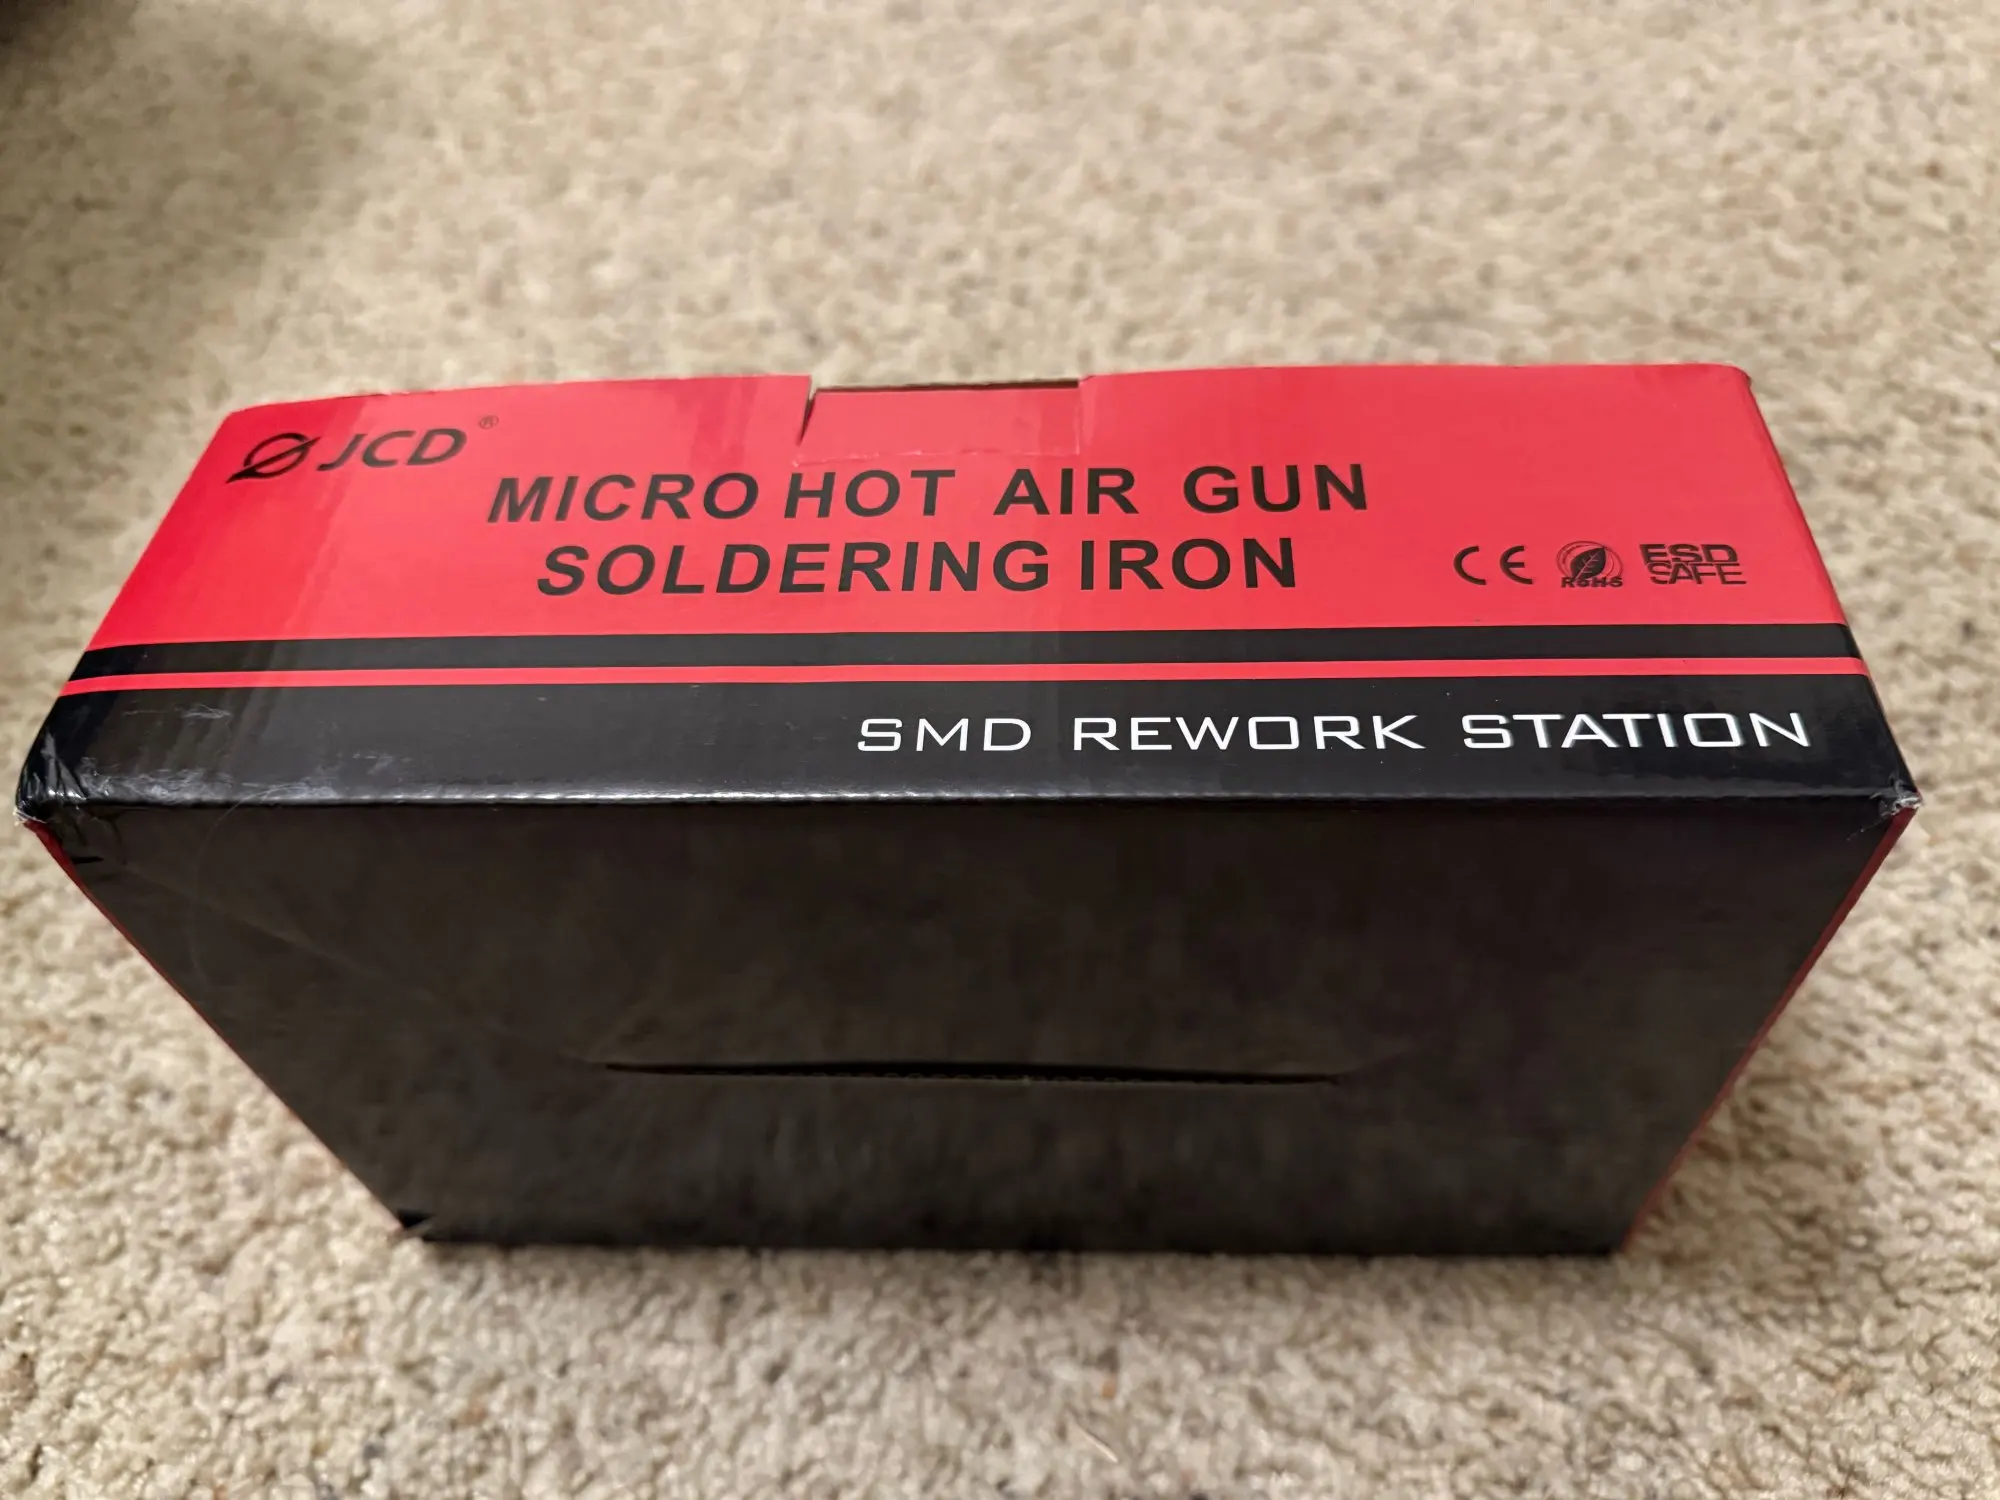 JCD®
MICRO HOT AIR GUN
SOLDERING IRON
CE RoHS ESD SAFE
SMD REWORK STATION